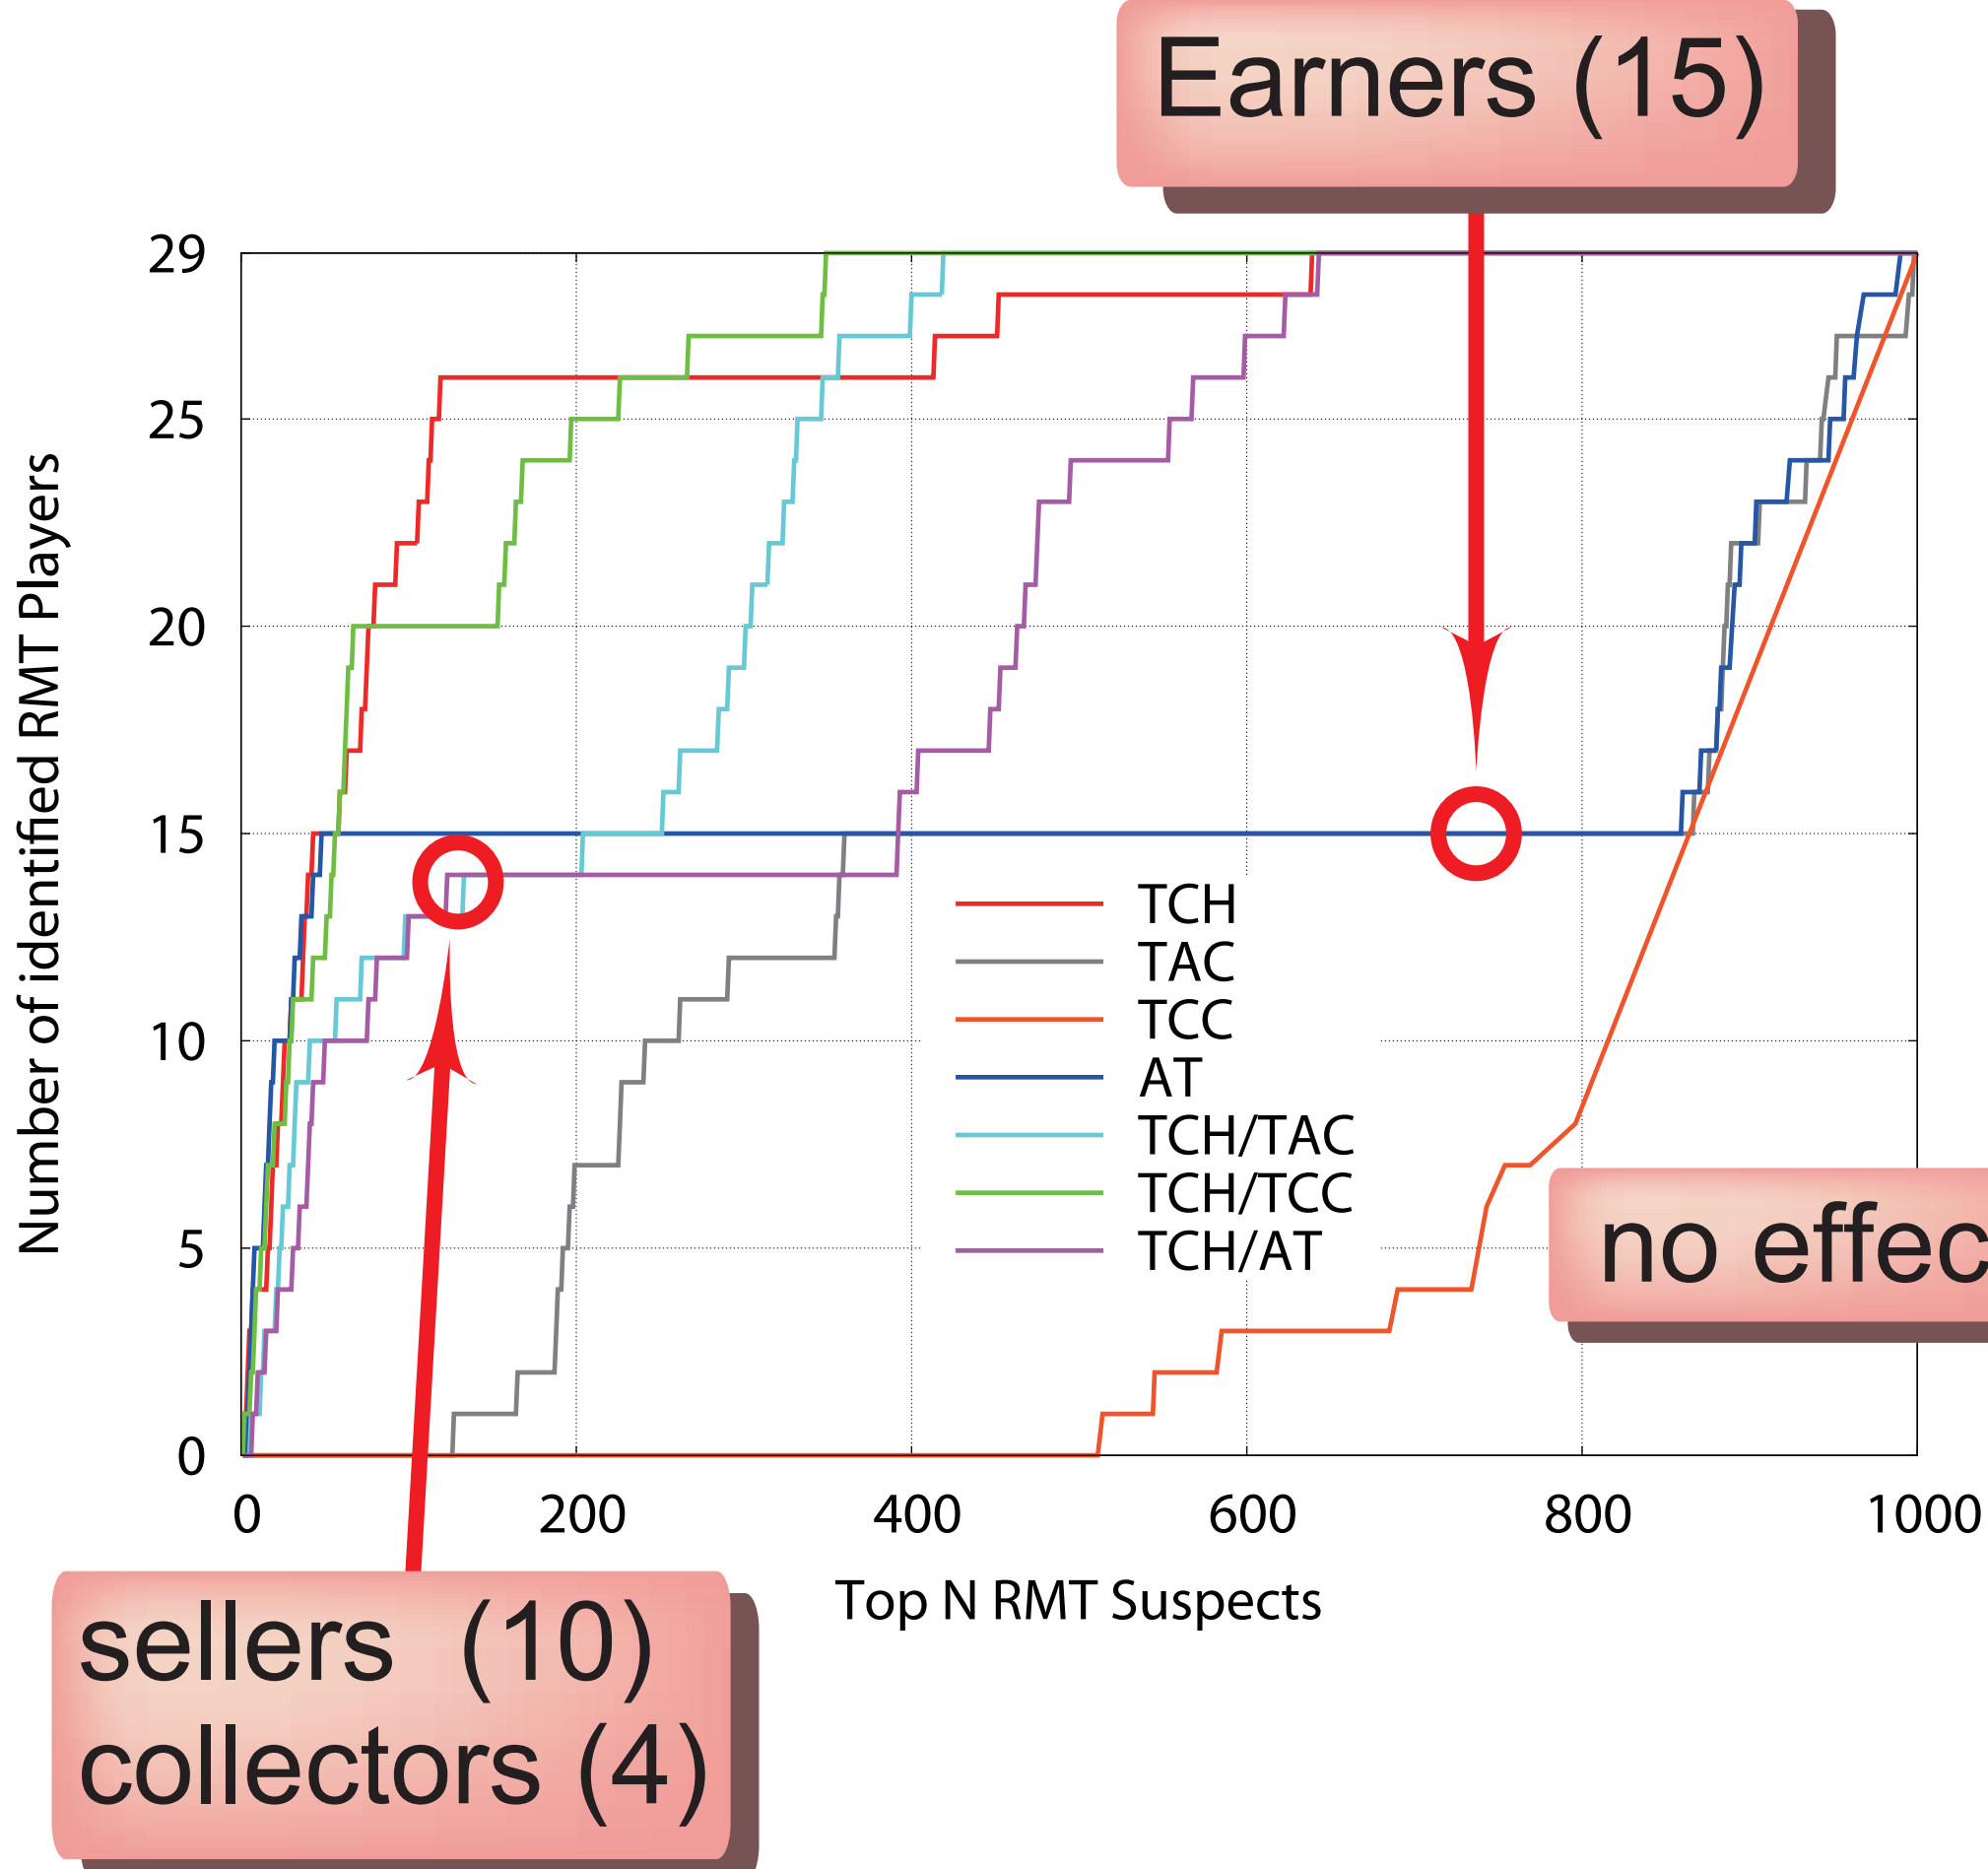 Earners (15)
29
25
20
15
10
5
0
Number of identified RMT Players
TCH
TAC
TCC
AT
TCH/TAC
TCH/TCC
TCH/AT
no effec
0 200 400 600 800 1000
Top N RMT Suspects
sellers (10)
collectors (4)